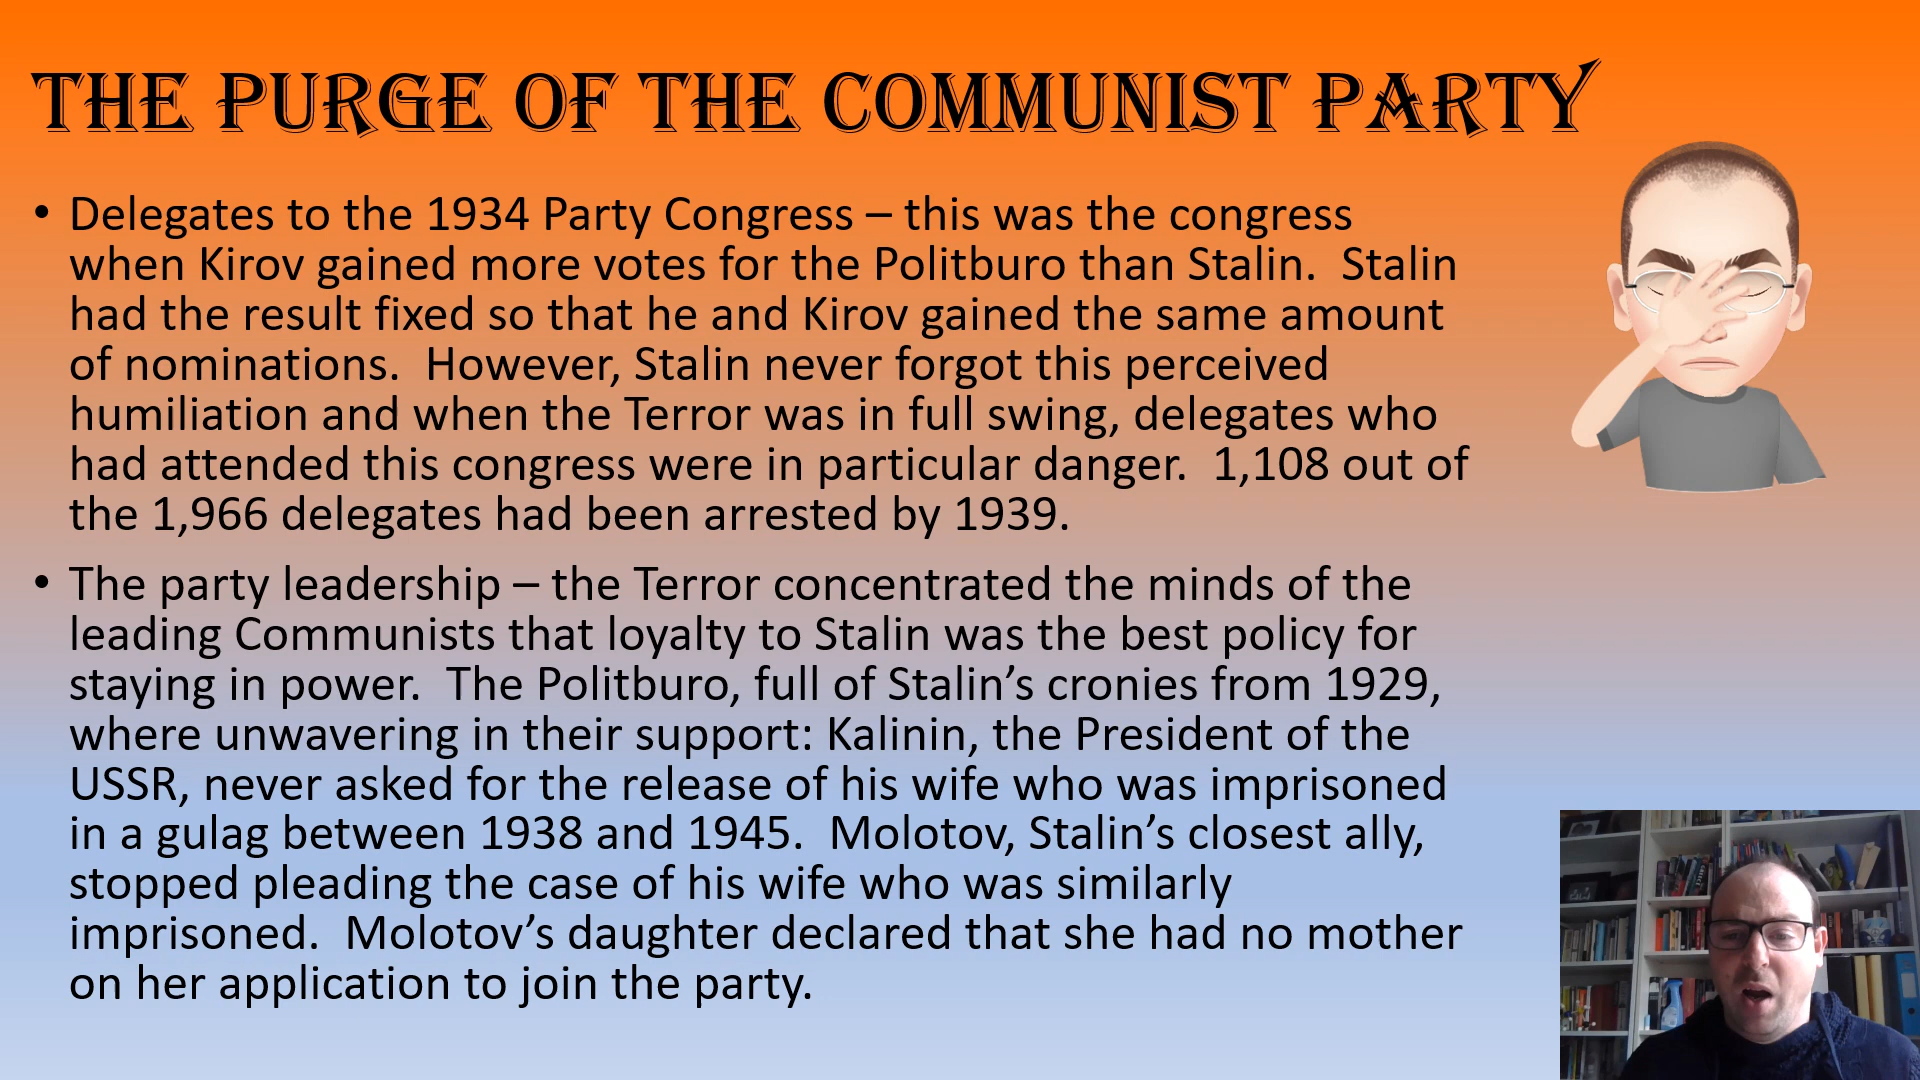 THE PURGE OF THE COMMUNIST PARTY
• Delegates to the 1934 Party Congress – this was the congress
when Kirov gained more votes for the Politburo than Stalin.  Stalin
had the result fixed so that he and Kirov gained the same amount
of nominations.  However, Stalin never forgot this perceived
humiliation and when the Terror was in full swing, delegates who
had attended this congress were in particular danger.  1,108 out of
the 1,966 delegates had been arrested by 1939.
• The party leadership – the Terror concentrated the minds of the
leading Communists that loyalty to Stalin was the best policy for
staying in power.  The Politburo, full of Stalin’s cronies from 1929,
where unwavering in their support: Kalinin, the President of the
USSR, never asked for the release of his wife who was imprisoned
in a gulag between 1938 and 1945.  Molotov, Stalin’s closest ally,
stopped pleading the case of his wife who was similarly
imprisoned.  Molotov’s daughter declared that she had no mother
on her application to join the party.